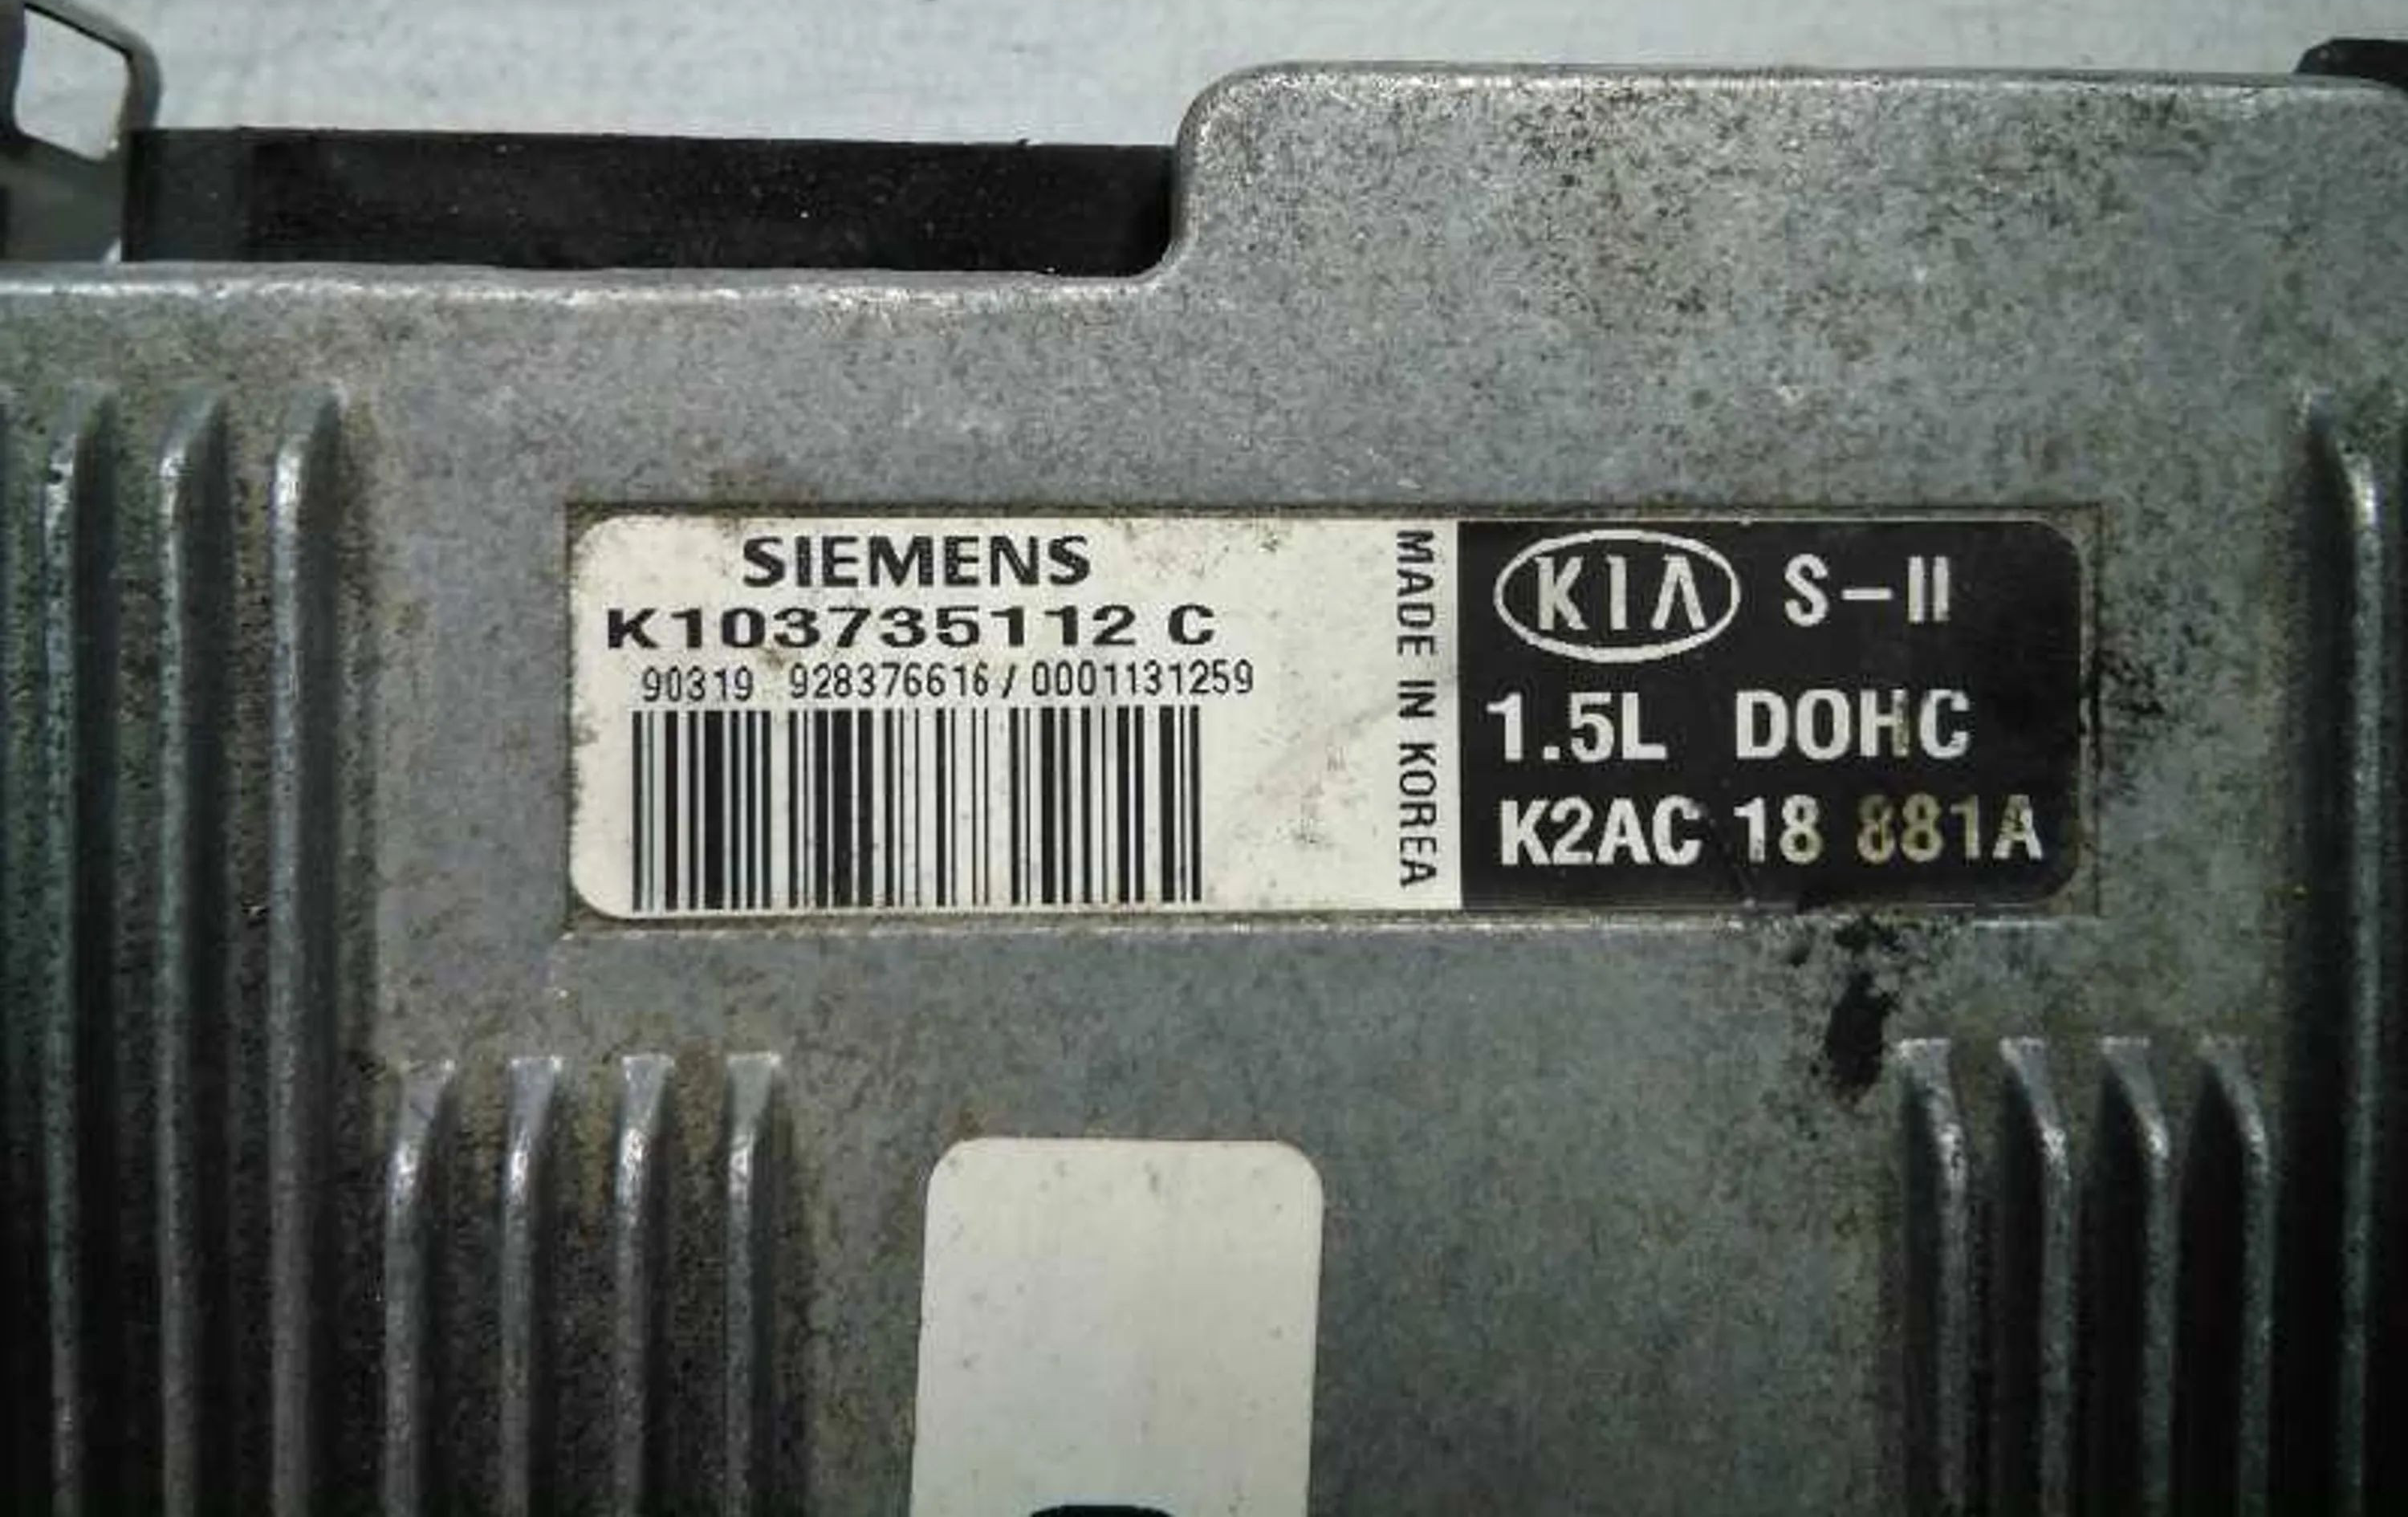 SIEMENS
K103735112 C
90319 928376616 / 0001131259
MADE IN KOREA
KIA S-II
1.5L DOHC
K2AC 18 881A